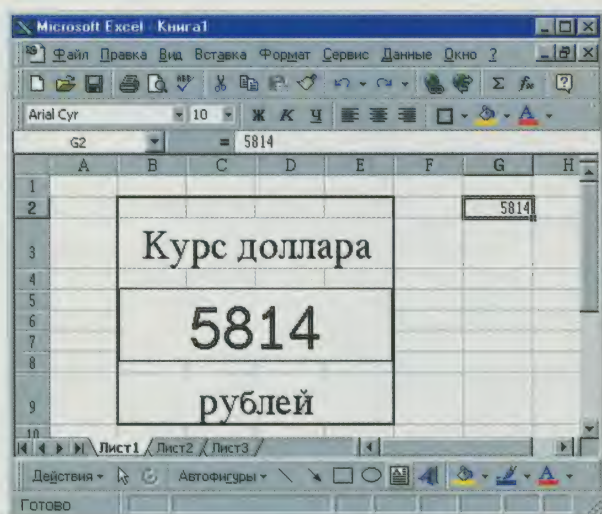 Microsoft Excel - Книга1
Файл Правка Вид Вставка Формат Сервис Данные Окно ?
Arial Cyr 10 Ж К Ч
G2 = 5814
A B C D E F G H
1
2 5814
3 Курс доллара
4
5
6 5814
7
8
9 рублей
10
Лист1 Лист2 Лист3
Действия Автофигуры
Готово